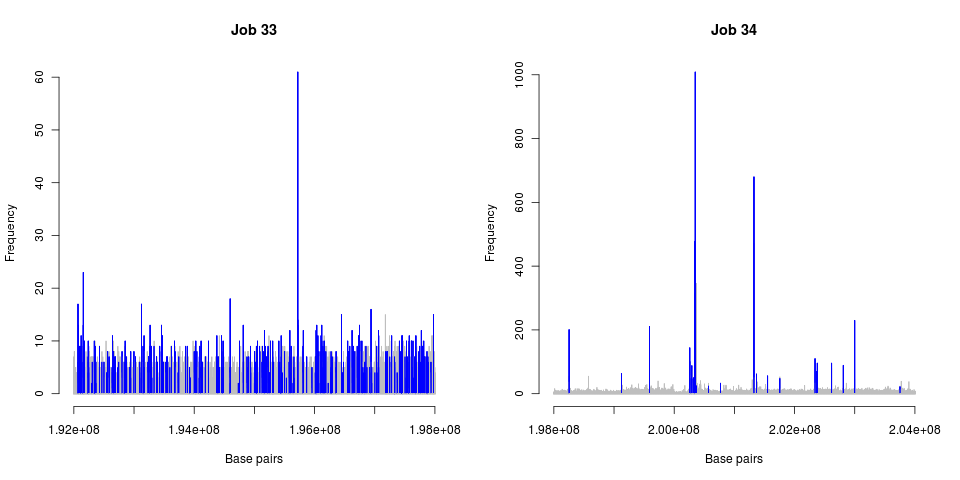 Job 33
Frequency
60
50
40
30
20
10
0
1.92e+08 1.94e+08 1.96e+08 1.98e+08
Base pairs
Job 34
Frequency
1000
800
600
400
200
0
1.98e+08 2.00e+08 2.02e+08 2.04e+08
Base pairs